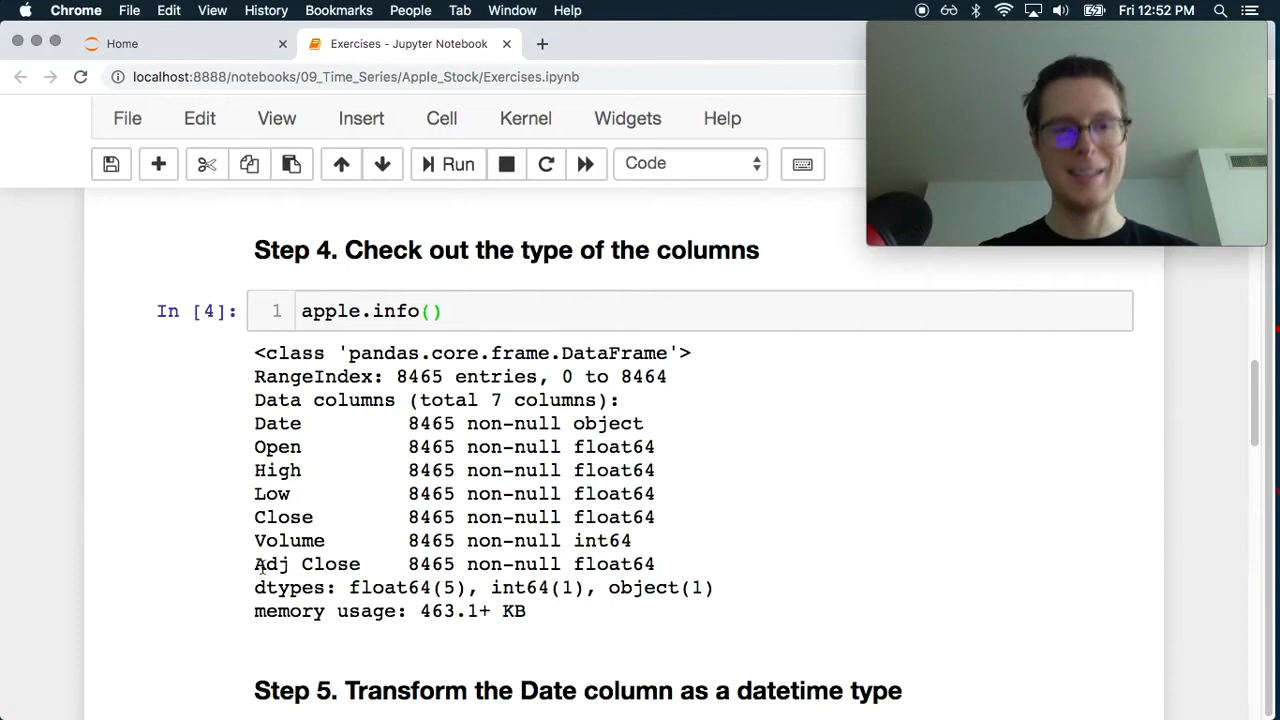 Chrome File Edit View History Bookmarks People Tab Window Help Fri 12:52 PM
Home Exercises - Jupyter Notebook
localhost:8888/notebooks/09_Time_Series/Apple_Stock/Exercises.ipynb
File Edit View Insert Cell Kernel Widgets Help
Run Code
Step 4. Check out the type of the columns
In [4]: 1 apple.info()
<class 'pandas.core.frame.DataFrame'>
RangeIndex: 8465 entries, 0 to 8464
Data columns (total 7 columns):
Date 8465 non-null object
Open 8465 non-null float64
High 8465 non-null float64
Low 8465 non-null float64
Close 8465 non-null float64
Volume 8465 non-null int64
Adj Close 8465 non-null float64
dtypes: float64(5), int64(1), object(1)
memory usage: 463.1+ KB
Step 5. Transform the Date column as a datetime type